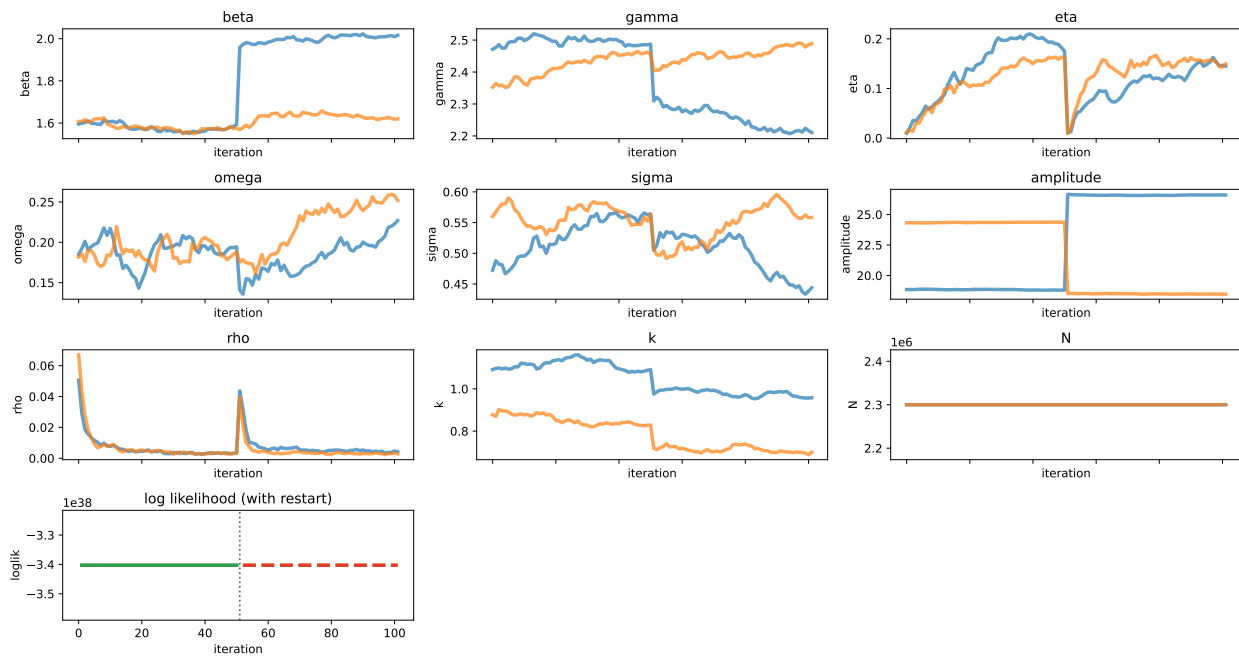 beta
2.0
1.6
beta
iteration
gamma
2.5
2.4
2.3
2.2
gamma
iteration
eta
0.2
0.1
0.0
eta
iteration
omega
0.25
0.20
0.15
omega
iteration
sigma
0.60
0.55
0.50
0.45
sigma
iteration
amplitude
25.0
22.5
20.0
amplitude
iteration
rho
0.06
0.04
0.02
0.00
rho
iteration
k
1.0
0.8
k
iteration
N
1e6
2.4
2.3
2.2
N
iteration
log likelihood (with restart)
1e38
−3.3
−3.4
−3.5
loglik
0 20 40 60 80 100
iteration